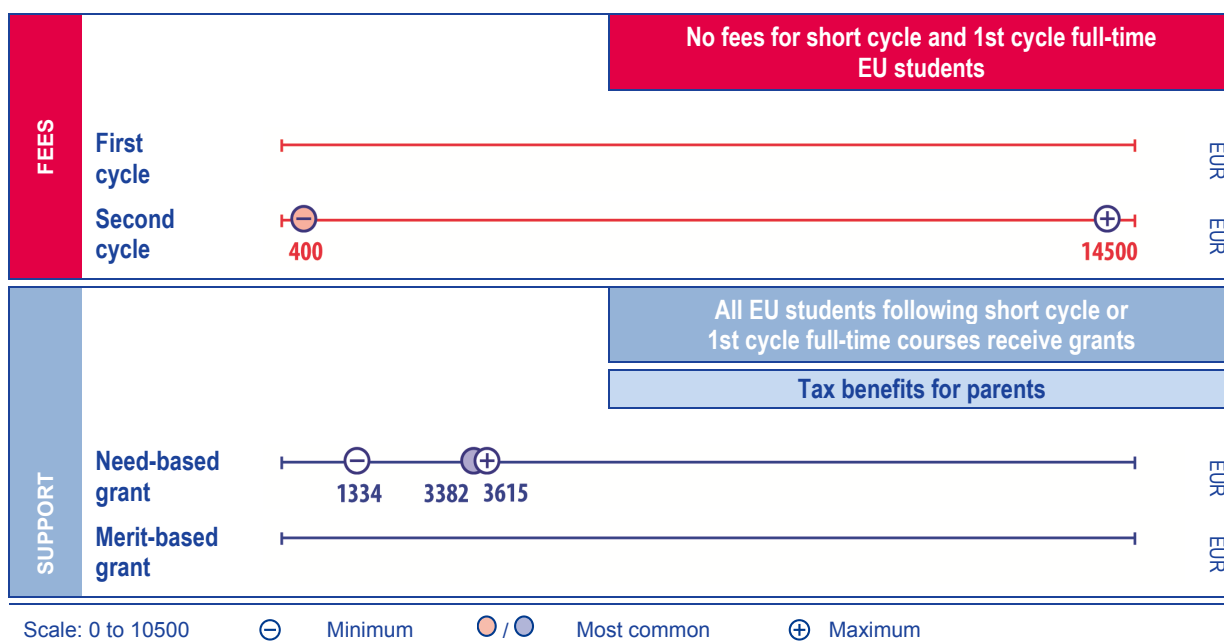 No fees for short cycle and 1st cycle full-time
EU students
FEES
First
cycle
EUR
Second
cycle
400
14500
EUR
All EU students following short cycle or
1st cycle full-time courses receive grants
Tax benefits for parents
SUPPORT
Need-based
grant
1334
3382
3615
EUR
Merit-based
grant
EUR
Scale: 0 to 10500
Minimum
/
Most common
Maximum